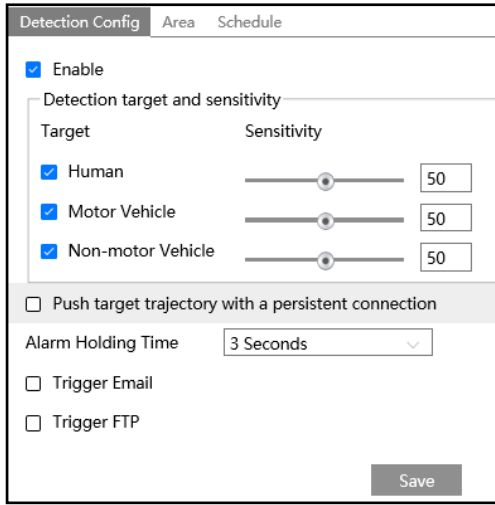 Detection Config Area Schedule
Enable
Detection target and sensitivity
Target Sensitivity
Human 50
Motor Vehicle 50
Non-motor Vehicle 50
Push target trajectory with a persistent connection
Alarm Holding Time 3 Seconds
Trigger Email
Trigger FTP
Save